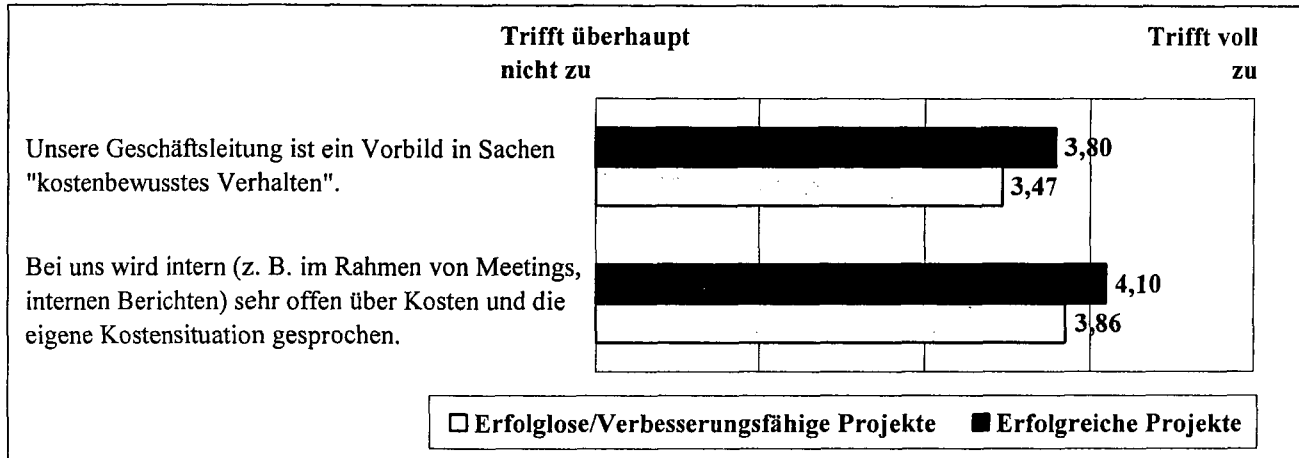 Trifft überhaupt
nicht zu
Trifft voll
zu
Unsere Geschäftsleitung ist ein Vorbild in Sachen
"kostenbewusstes Verhalten".
3,80
3,47
Bei uns wird intern (z. B. im Rahmen von Meetings,
internen Berichten) sehr offen über Kosten und die
eigene Kostensituation gesprochen.
4,10
3,86
Erfolglose/Verbesserungsfähige Projekte
Erfolgreiche Projekte